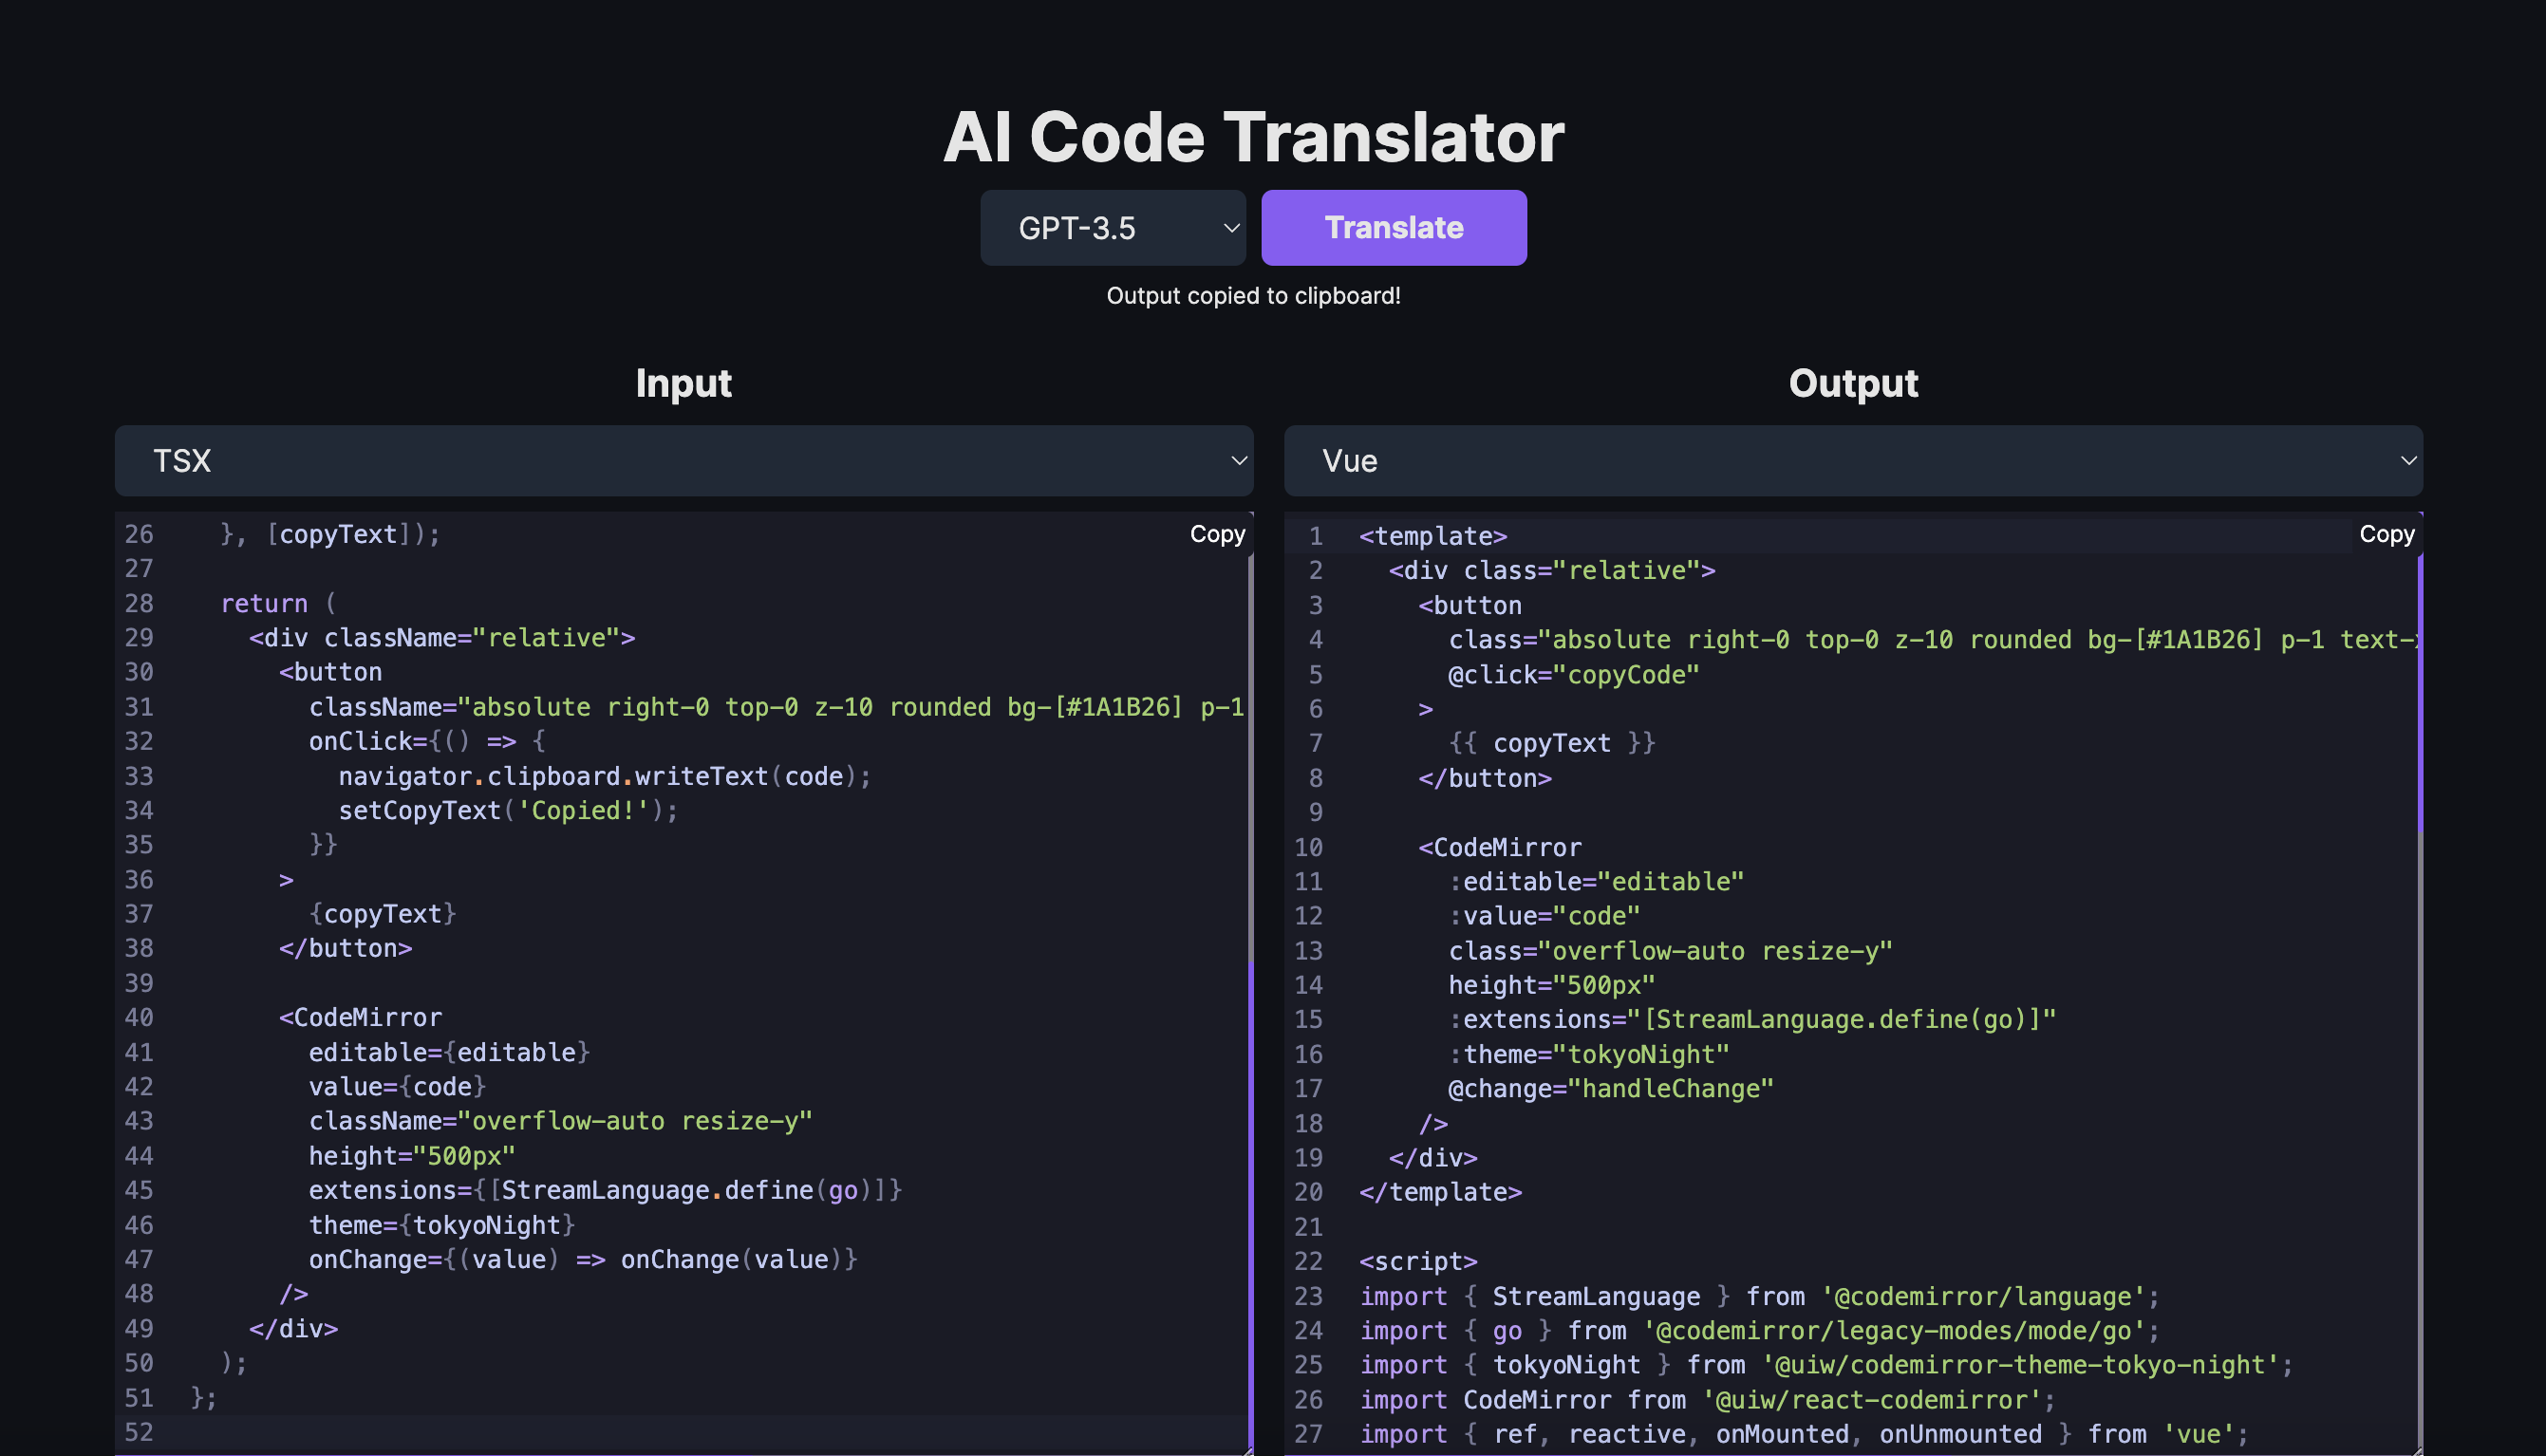 AI Code Translator
GPT-3.5
Translate
Output copied to clipboard!
Input
TSX
Copy
26   }, [copyText]);
27
28   return (
29     <div className="relative">
30       <button
31         className="absolute right-0 top-0 z-10 rounded bg-[#1A1B26] p-1
32         onClick={() => {
33           navigator.clipboard.writeText(code);
34           setCopyText('Copied!');
35         }}
36       >
37         {copyText}
38       </button>
39
40       <CodeMirror
41         editable={editable}
42         value={code}
43         className="overflow-auto resize-y"
44         height="500px"
45         extensions={[StreamLanguage.define(go)]}
46         theme={tokyoNight}
47         onChange={(value) => onChange(value)}
48       />
49     </div>
50   );
51 };
52
Output
Vue
Copy
1 <template>
2   <div class="relative">
3     <button
4       class="absolute right-0 top-0 z-10 rounded bg-[#1A1B26] p-1 text-
5       @click="copyCode"
6     >
7       {{ copyText }}
8     </button>
9
10     <CodeMirror
11       :editable="editable"
12       :value="code"
13       class="overflow-auto resize-y"
14       height="500px"
15       :extensions="[StreamLanguage.define(go)]"
16       :theme="tokyoNight"
17       @change="handleChange"
18     />
19   </div>
20 </template>
21
22 <script>
23 import { StreamLanguage } from '@codemirror/language';
24 import { go } from '@codemirror/legacy-modes/mode/go';
25 import { tokyoNight } from '@uiw/codemirror-theme-tokyo-night';
26 import CodeMirror from '@uiw/react-codemirror';
27 import { ref, reactive, onMounted, onUnmounted } from 'vue';